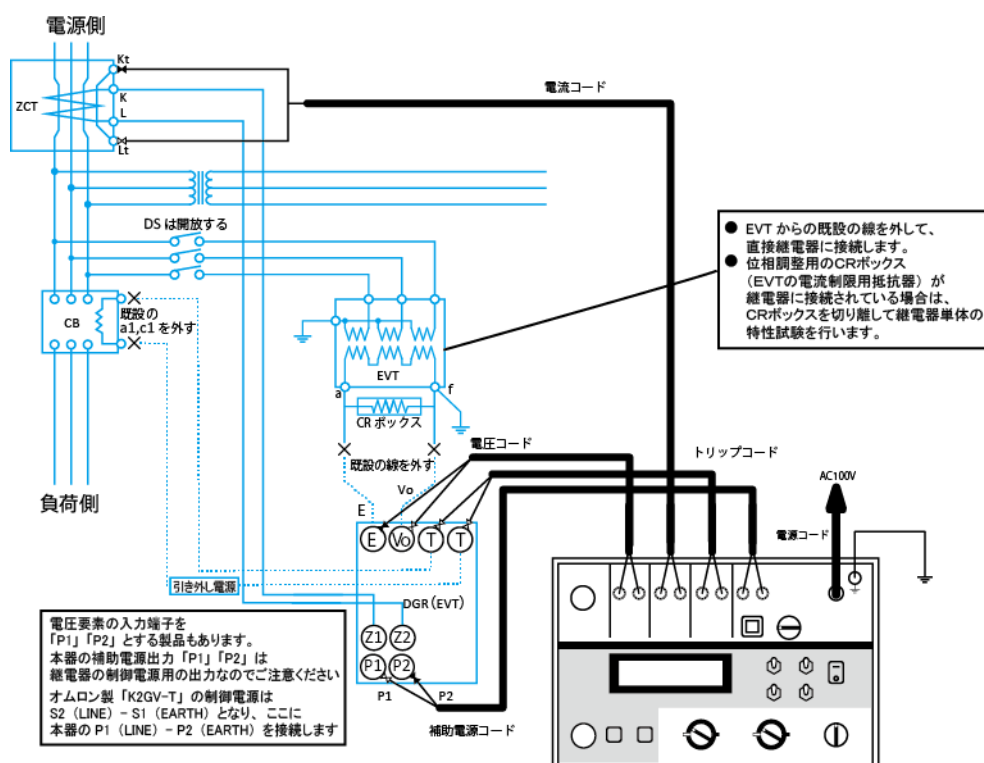 電源側
Kt
ZCT
K
L
Lt
電流コード
DSは開放する
● EVTからの既設の線を外して、
直接継電器に接続します。
● 位相調整用のCRボックス
（EVTの電流制限用抵抗器）が
継電器に接続されている場合は、
CRボックスを切り離して継電器単体の
特性試験を行います。
CB
既設の
a1,c1を外す
EVT
a
f
CRボックス
既設の線を外す
電圧コード
トリップコード
AC100V
電源コード
負荷側
E
Vo
E
Vo
T
T
引き外し電源
DGR（EVT）
Z1
Z2
P1
P2
P1
P2
補助電源コード
電圧要素の入力端子を
「P1」「P2」とする製品もあります。
本器の補助電源出力「P1」「P2」は
継電器の制御電源用の出力なのでご注意ください
オムロン製「K2GV-T」の制御電源は
S2（LINE）－S1（EARTH）となり、ここに
本器のP1（LINE）－P2（EARTH）を接続します